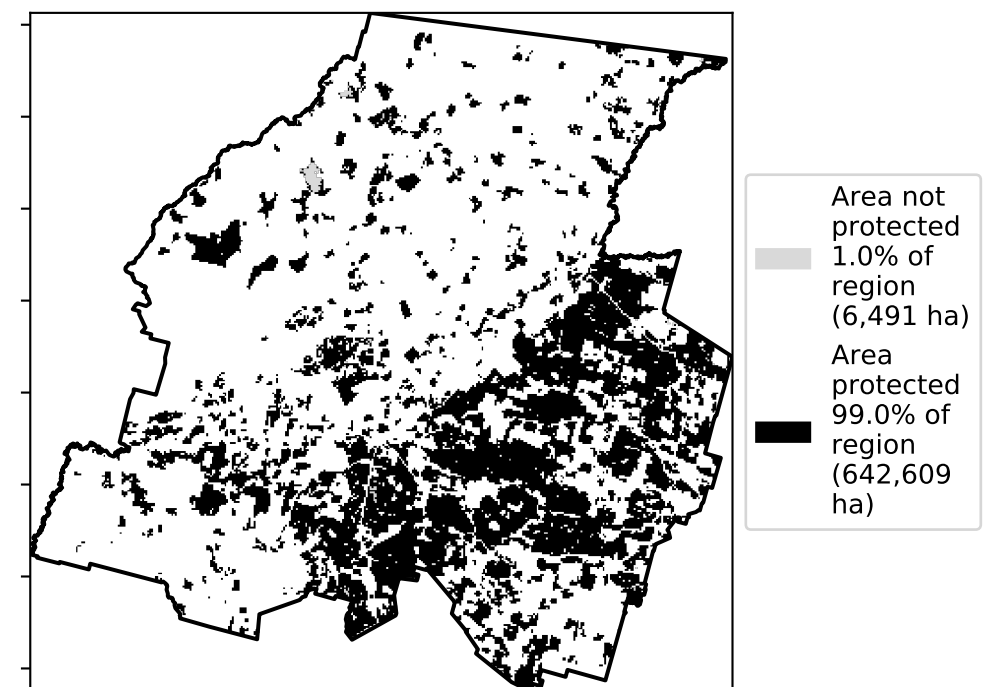 Area not
protected
1.0% of
region
(6,491 ha)
Area
protected
99.0% of
region
(642,609
ha)